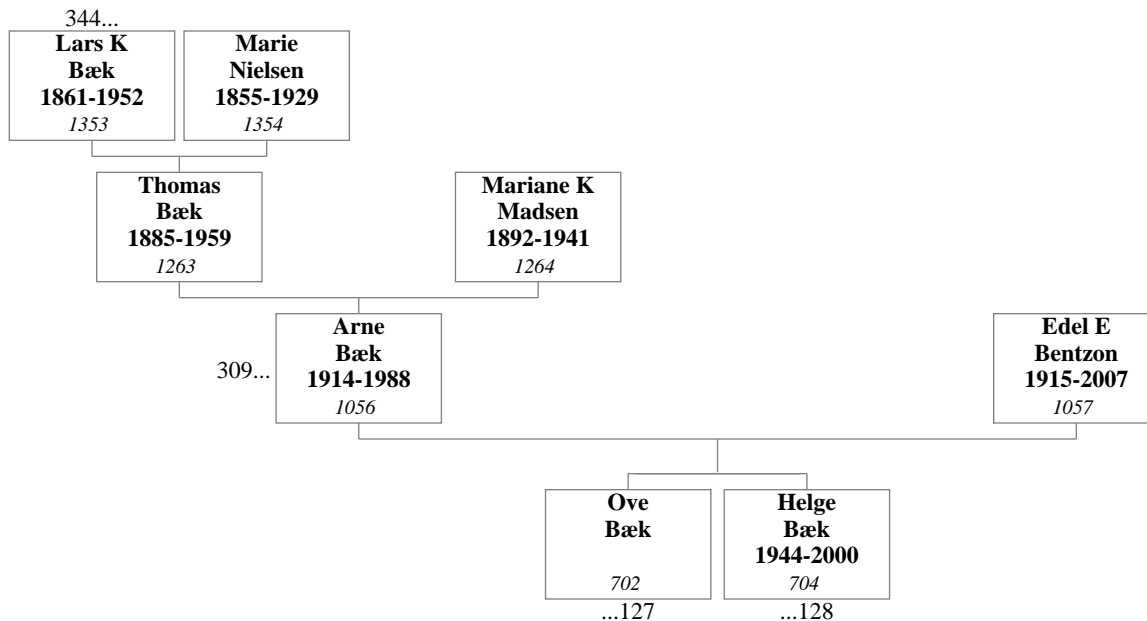 344...
Lars K
Bæk
1861-1952
1353
Marie
Nielsen
1855-1929
1354
Thomas
Bæk
1885-1959
1263
Mariane K
Madsen
1892-1941
1264
309...
Arne
Bæk
1914-1988
1056
Edel E
Bentzon
1915-2007
1057
Ove
Bæk
702
...127
Helge
Bæk
1944-2000
704
...128